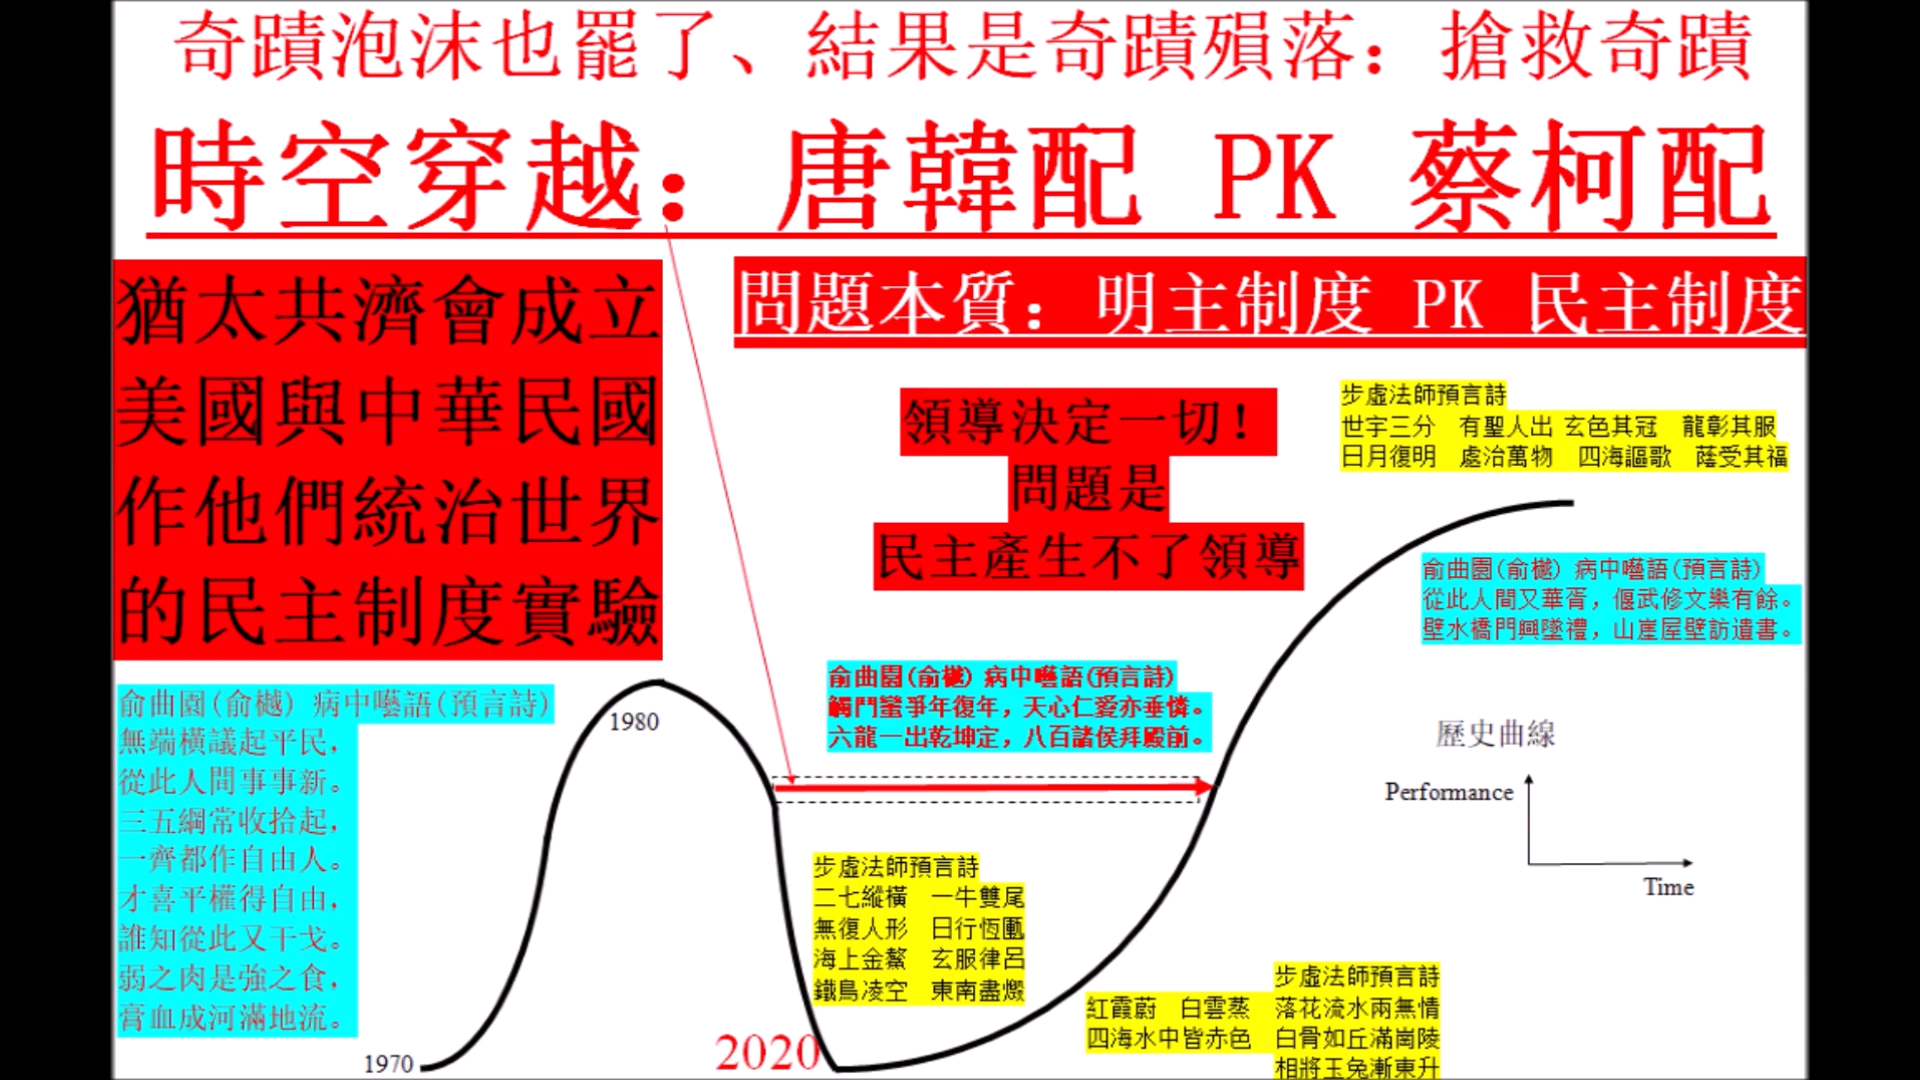 奇蹟泡沫也罷了、結果是奇蹟殞落：搶救奇蹟
時空穿越：唐韓配 PK 蔡柯配
猶太共濟會成立
美國與中華民國
作他們統治世界
的民主制度實驗
問題本質：明主制度 PK 民主制度
領導決定一切！
問題是
民主產生不了領導
步虛法師預言詩
世宇三分 有聖人出 玄色其冠 龍彰其服
日月復明 處治萬物 四海謳歌 蔭受其福
俞曲園(俞樾) 病中囈語(預言詩)
從此人間又華胥，偃武修文樂有餘。
壁水橋門興墜禮，山崖屋壁訪遺書。
俞曲園(俞樾) 病中囈語(預言詩)
無端橫議起平民，
從此人間事事新。
三五綱常收拾起，
一齊都作自由人。
才喜平權得自由，
誰知從此又干戈。
弱之肉是強之食，
膏血成河滿地流。
1980
俞曲園(俞樾) 病中囈語(預言詩)
觸鬥蠻爭年復年，天心仁愛亦垂憐。
六龍一出乾坤定，八百諸侯拜殿前。
歷史曲線
Performance
Time
步虛法師預言詩
二七縱橫 一牛雙尾
無復人形 日行恆
海上金鰲 玄服律呂
鐵鳥凌空 東南盡燬
步虛法師預言詩
紅霞蔚 白雲蒸 落花流水兩無情
四海水中皆赤色 白骨如丘滿崗陵
相將玉兔漸東升
2020
1970